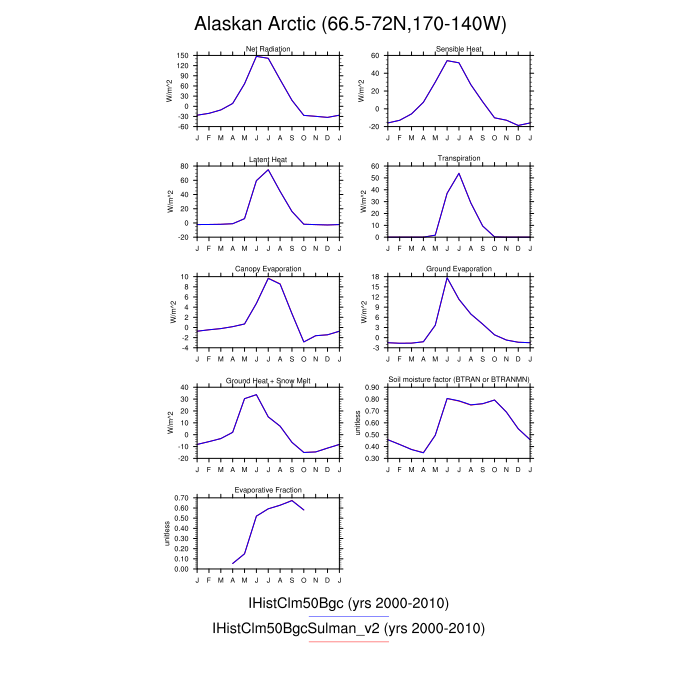 Alaskan Arctic (66.5-72N,170-140W)
Net Radiation
W/m^2
150
120
90
60
30
0
-30
-60
J F M A M J J A S O N D J
Sensible Heat
W/m^2
60
40
20
0
-20
J F M A M J J A S O N D J
Latent Heat
W/m^2
80
60
40
20
0
-20
J F M A M J J A S O N D J
Transpiration
W/m^2
60
50
40
30
20
10
0
J F M A M J J A S O N D J
Canopy Evaporation
W/m^2
10
8
6
4
2
0
-2
-4
J F M A M J J A S O N D J
Ground Evaporation
W/m^2
18
15
12
9
6
3
0
-3
J F M A M J J A S O N D J
Ground Heat + Snow Melt
W/m^2
40
30
20
10
0
-10
-20
J F M A M J J A S O N D J
Soil moisture factor (BTRAN or BTRANMN)
unitless
0.90
0.80
0.70
0.60
0.50
0.40
0.30
J F M A M J J A S O N D J
Evaporative Fraction
unitless
0.70
0.60
0.50
0.40
0.30
0.20
0.10
0.00
J F M A M J J A S O N D J
IHistClm50Bgc (yrs 2000-2010)
IHistClm50BgcSulman_v2 (yrs 2000-2010)